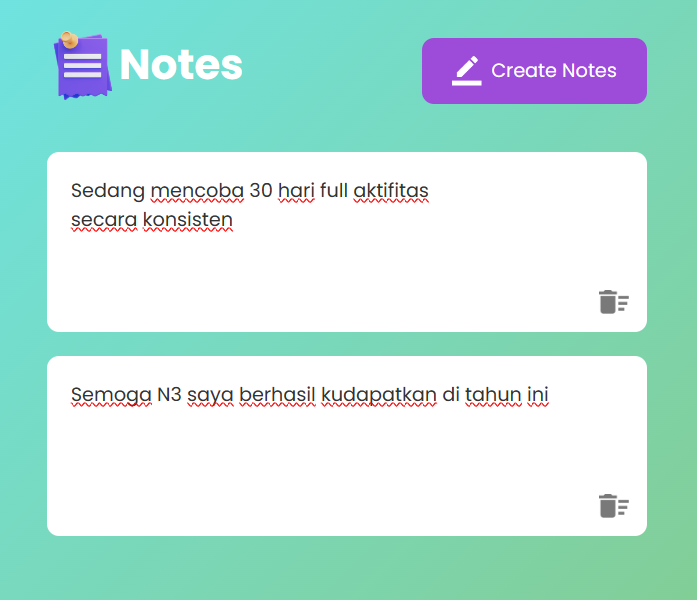 Notes
Create Notes
Sedang mencoba 30 hari full aktifitas
secara konsisten
Semoga N3 saya berhasil kudapatkan di tahun ini